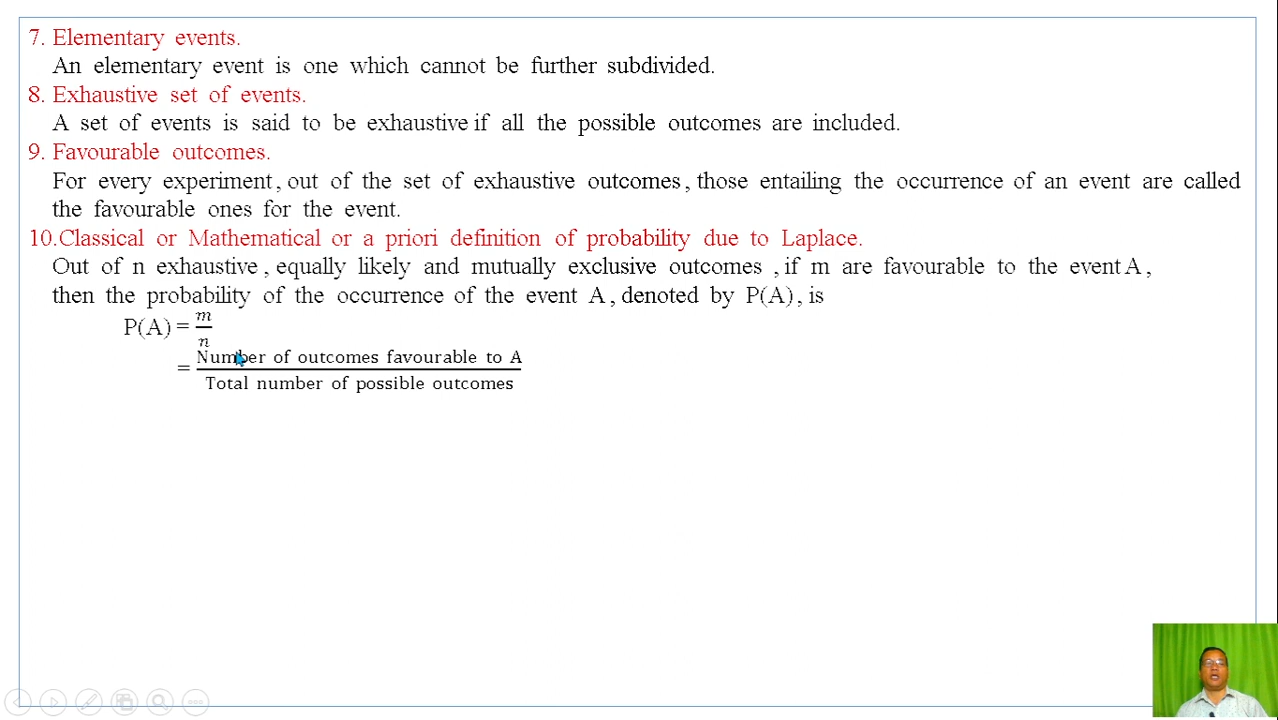 7. Elementary events.
An elementary event is one which cannot be further subdivided.
8. Exhaustive set of events.
A set of events is said to be exhaustive if all the possible outcomes are included.
9. Favourable outcomes.
For every experiment, out of the set of exhaustive outcomes, those entailing the occurrence of an event are called
the favourable ones for the event.
10.Classical or Mathematical or a priori definition of probability due to Laplace.
Out of n exhaustive, equally likely and mutually exclusive outcomes, if m are favourable to the event A,
then the probability of the occurrence of the event A, denoted by P(A), is
P(A) = m/n
= Number of outcomes favourable to A
Total number of possible outcomes